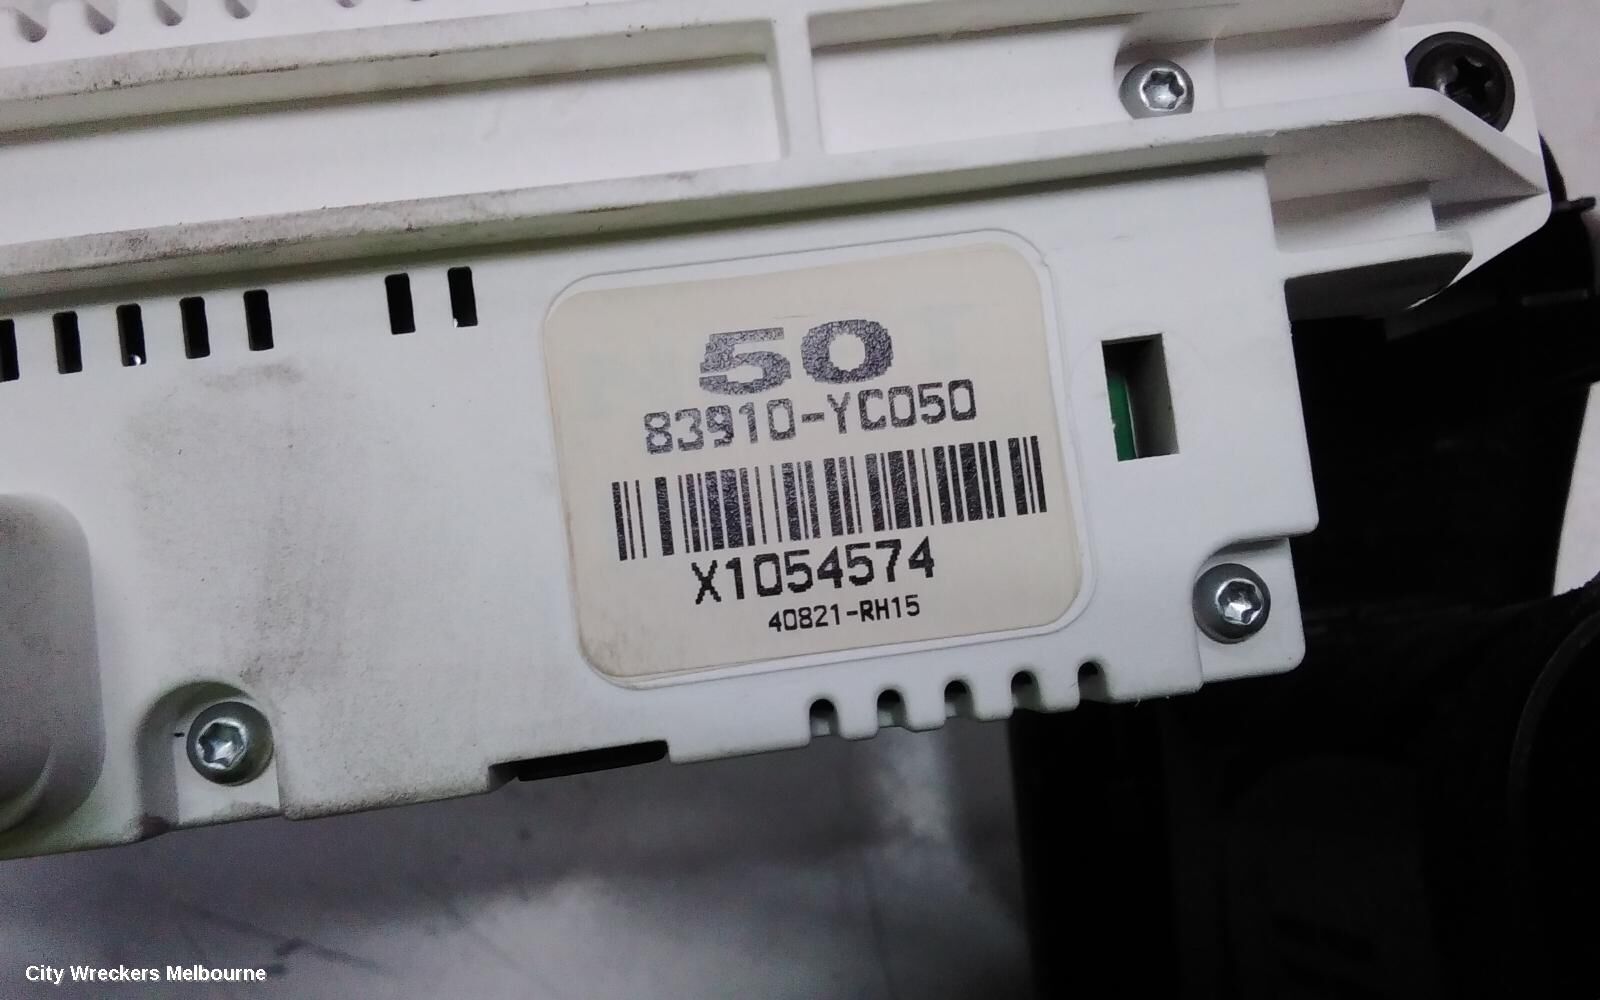 50
83910-YC050
X1054574
40821-RH15
City Wreckers Melbourne